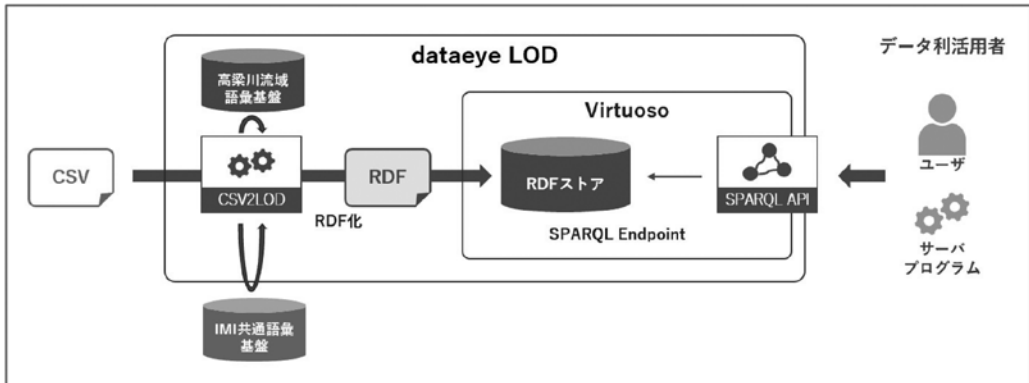 dataeye LOD
データ利活用者
高梁川流域
語彙基盤
Virtuoso
CSV
CSV2LOD
RDF
RDF化
RDFストア
SPARQL API
SPARQL Endpoint
ユーザ
サーバ
プログラム
IMI共通語彙
基盤